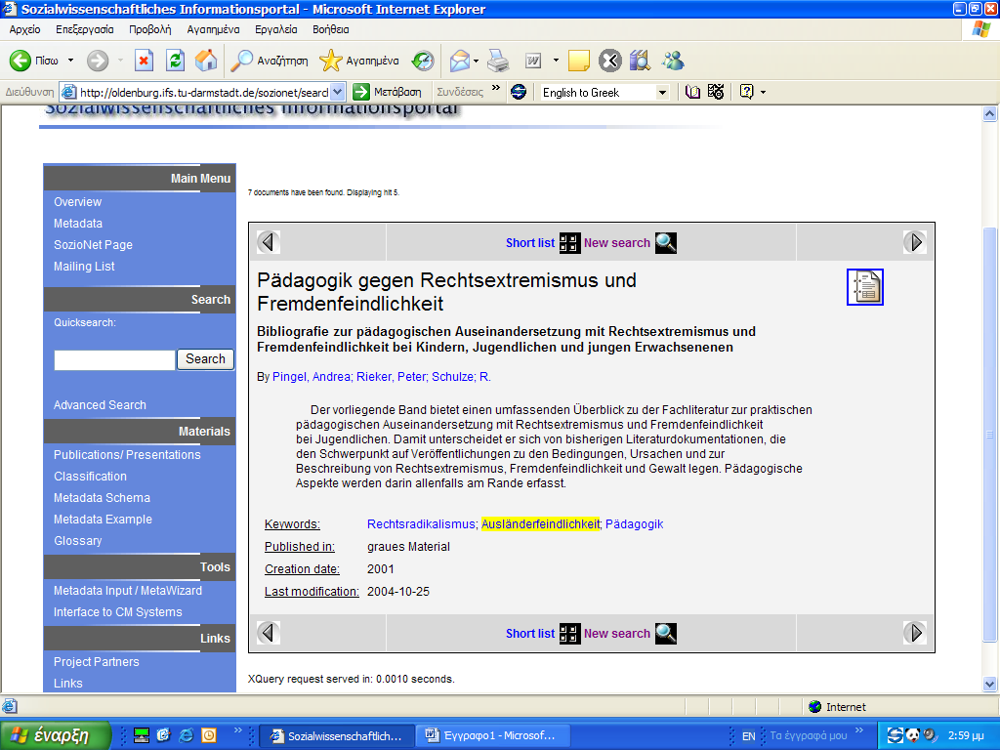 Sozialwissenschaftliches Informationsportal - Microsoft Internet Explorer
Αρχείο Επεξεργασία Προβολή Αγαπημένα Εργαλεία Βοήθεια
Πίσω Αναζήτηση Αγαπημένα
Διεύθυνση http://oldenburg.ifs.tu-darmstadt.de/sozionet/searcl Μετάβαση Συνδέσεις » English to Greek
Sozialwissenschaftliches Informationsportal
Main Menu
Overview
Metadata
SozioNet Page
Mailing List
Search
Quicksearch:
Search
Advanced Search
Materials
Publications/ Presentations
Classification
Metadata Schema
Metadata Example
Glossary
Tools
Metadata Input / MetaWizard
Interface to CM Systems
Links
Project Partners
Links
7 documents have been found. Displaying hit 5.
Short list New search
Pädagogik gegen Rechtsextremismus und
Fremdenfeindlichkeit
Bibliografie zur pädagogischen Auseinandersetzung mit Rechtsextremismus und
Fremdenfeindlichkeit bei Kindern, Jugendlichen und jungen Erwachsenenen
By Pingel, Andrea; Rieker, Peter; Schulze; R.
Der vorliegende Band bietet einen umfassenden Überblick zu der Fachliteratur zur praktischen
pädagogischen Auseinandersetzung mit Rechtsextremismus und Fremdenfeindlichkeit
bei Jugendlichen. Damit unterscheidet er sich von bisherigen Literaturdokumentationen, die
den Schwerpunkt auf Veröffentlichungen zu den Bedingungen, Ursachen und zur
Beschreibung von Rechtsextremismus, Fremdenfeindlichkeit und Gewalt legen. Pädagogische
Aspekte werden darin allenfalls am Rande erfasst.
Keywords: Rechtsradikalismus; Ausländerfeindlichkeit; Pädagogik
Published in: graues Material
Creation date: 2001
Last modification: 2004-10-25
Short list New search
XQuery request served in: 0.0010 seconds.
Internet
έναρξη » Sozialwissenschaftlich... Έγγραφο1 - Microsof... EN Τα έγγραφά μου » 2:59 μμ